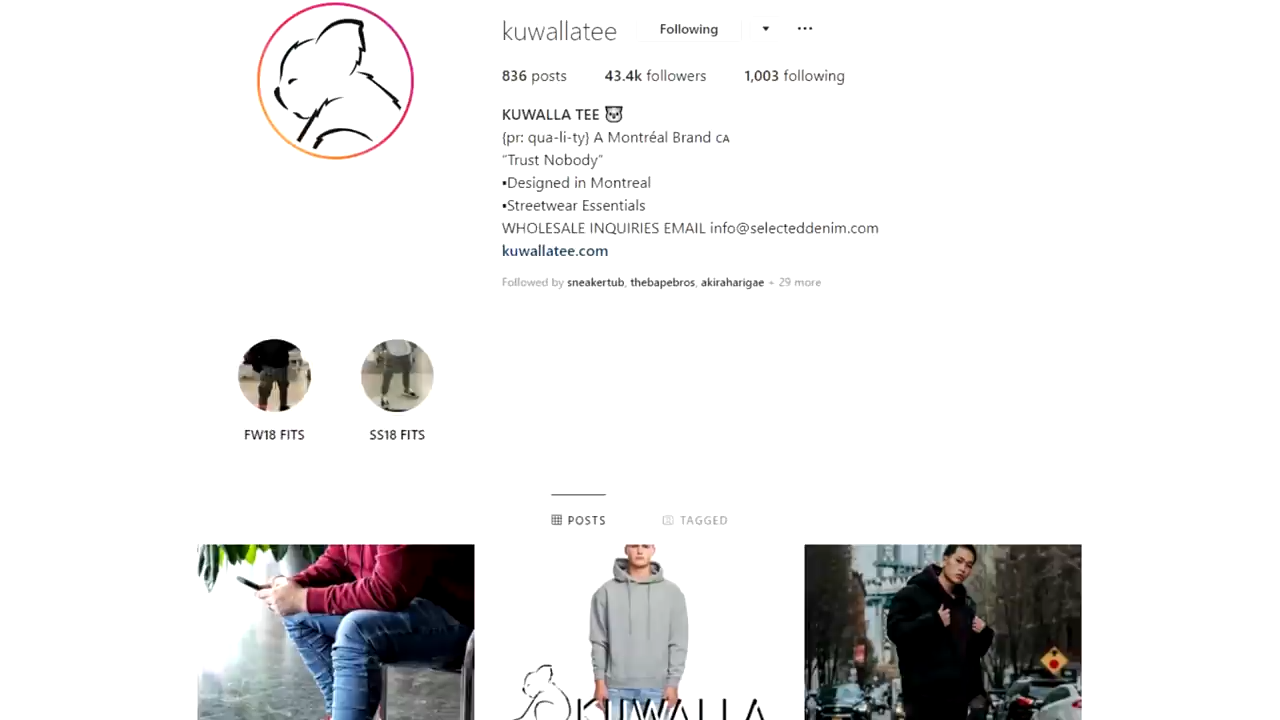 kuwallatee Following
836 posts 43.4k followers 1,003 following
KUWALLA TEE 🐨
{pr: qua-li-ty} A Montréal Brand ᴄᴀ
"Trust Nobody"
▪Designed in Montreal
▪Streetwear Essentials
WHOLESALE INQUIRIES EMAIL info@selecteddenim.com
kuwallatee.com
Followed by sneakertub, thebapebros, akiraharigae + 29 more
FW18 FITS SS18 FITS
POSTS TAGGED
KUWALLA